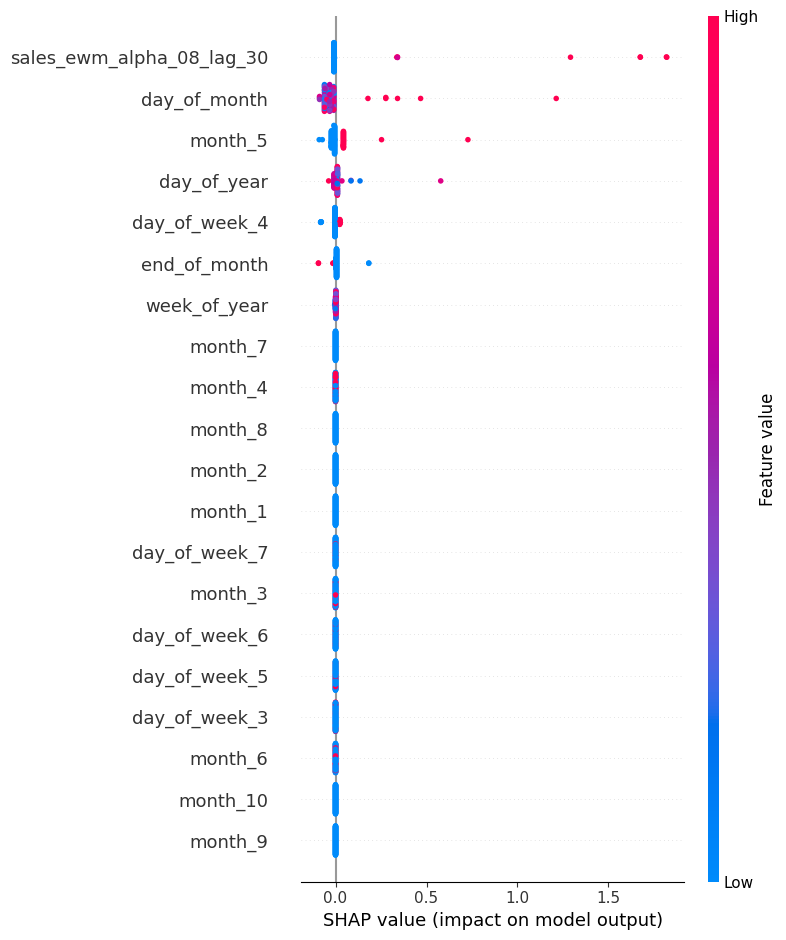 High
sales_ewm_alpha_08_lag_30
day_of_month
month_5
day_of_year
day_of_week_4
end_of_month
week_of_year
month_7
month_4
month_8
month_2
month_1
day_of_week_7
month_3
day_of_week_6
day_of_week_5
day_of_week_3
month_6
month_10
month_9
Feature value
Low
0.0 0.5 1.0 1.5
SHAP value (impact on model output)